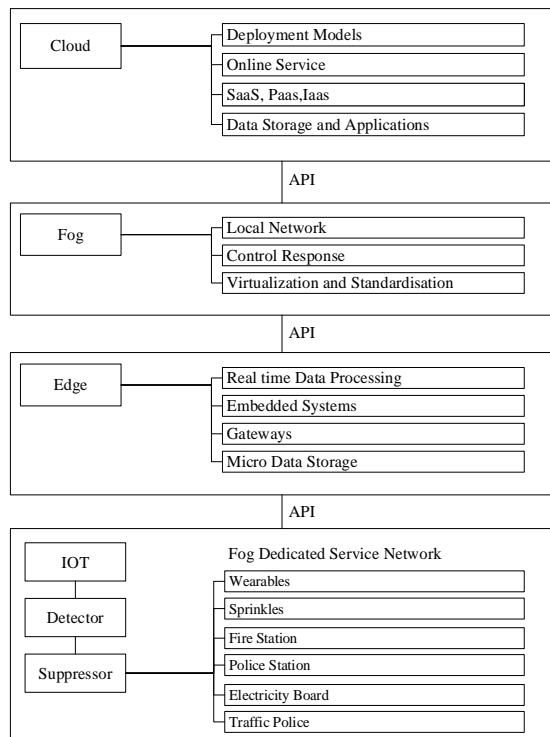 Cloud
Deployment Models
Online Service
SaaS, Paas,Iaas
Data Storage and Applications
API
Fog
Local Network
Control Response
Virtualization and Standardisation
API
Edge
Real time Data Processing
Embedded Systems
Gateways
Micro Data Storage
API
IOT
Detector
Suppressor
Fog Dedicated Service Network
Wearables
Sprinkles
Fire Station
Police Station
Electricity Board
Traffic Police